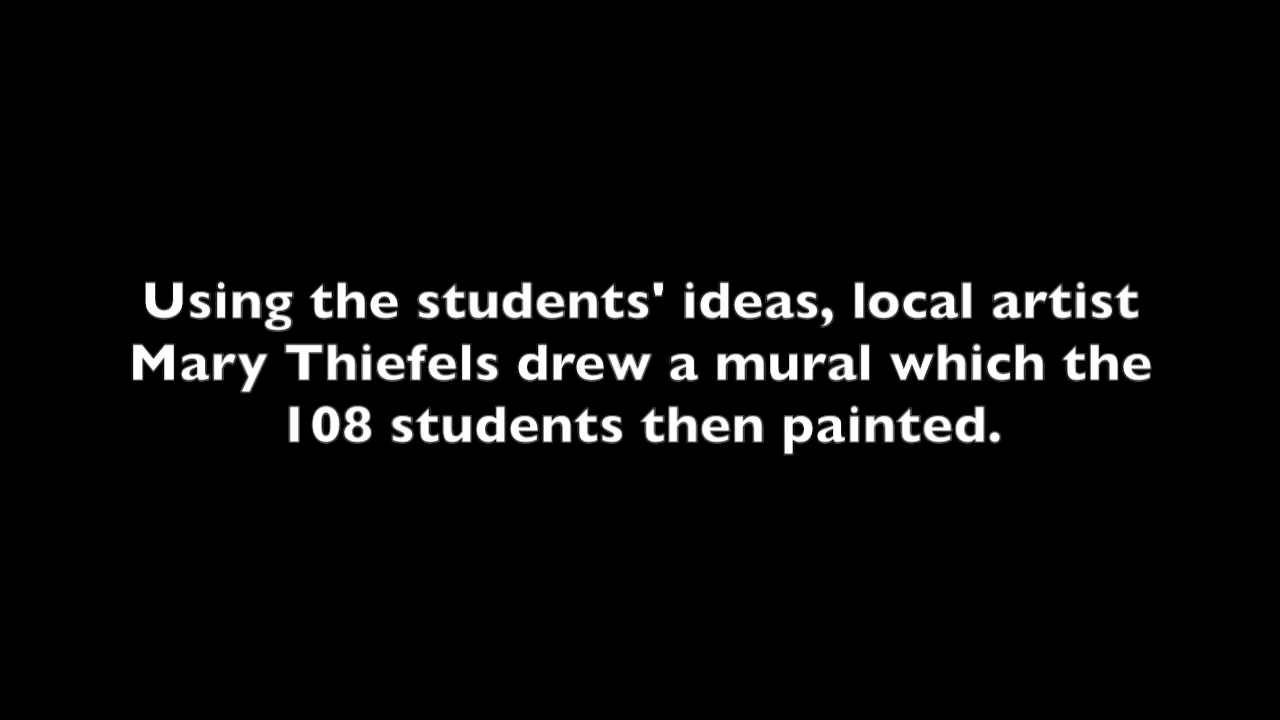 Using the students' ideas, local artist
Mary Thiefels drew a mural which the
108 students then painted.